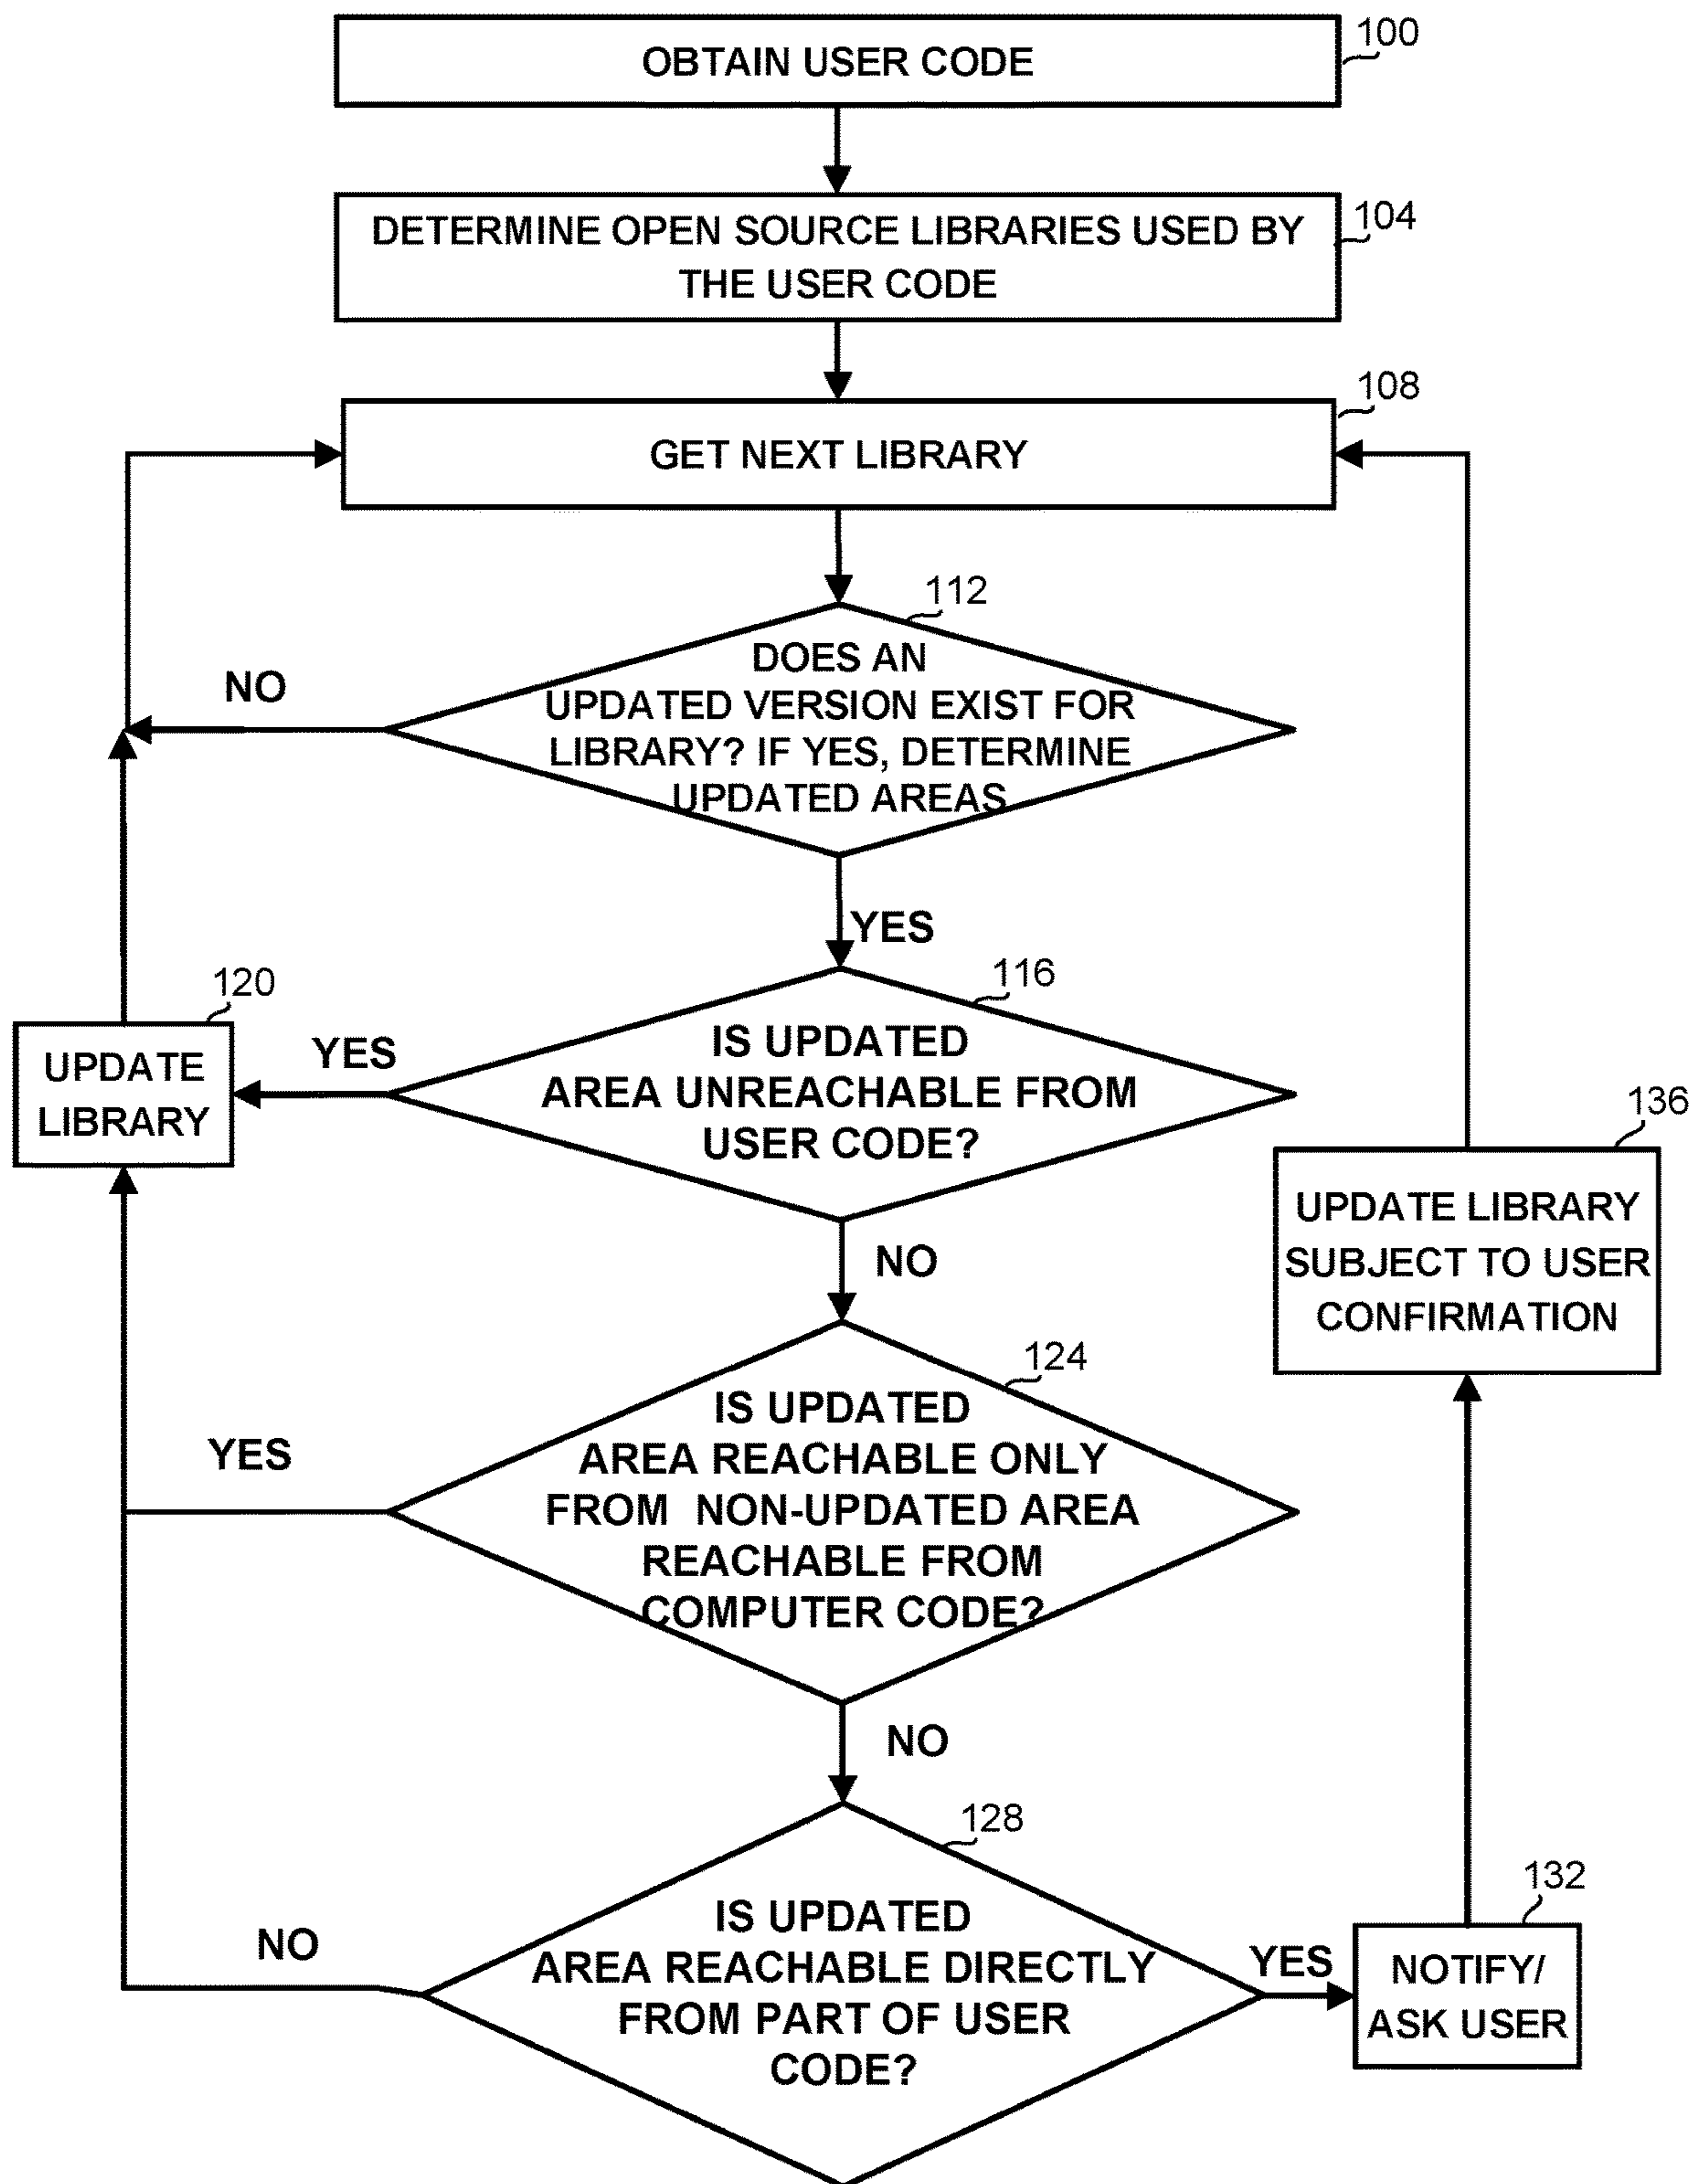 OBTAIN USER CODE
100
DETERMINE OPEN SOURCE LIBRARIES USED BY
THE USER CODE
104
GET NEXT LIBRARY
108
112
DOES AN
UPDATED VERSION EXIST FOR
LIBRARY? IF YES, DETERMINE
UPDATED AREAS
NO
YES
116
IS UPDATED
AREA UNREACHABLE FROM
USER CODE?
YES
120
UPDATE
LIBRARY
NO
136
UPDATE LIBRARY
SUBJECT TO USER
CONFIRMATION
124
IS UPDATED
AREA REACHABLE ONLY
FROM NON-UPDATED AREA
REACHABLE FROM
COMPUTER CODE?
YES
NO
128
IS UPDATED
AREA REACHABLE DIRECTLY
FROM PART OF USER
CODE?
NO
YES
132
NOTIFY/
ASK USER